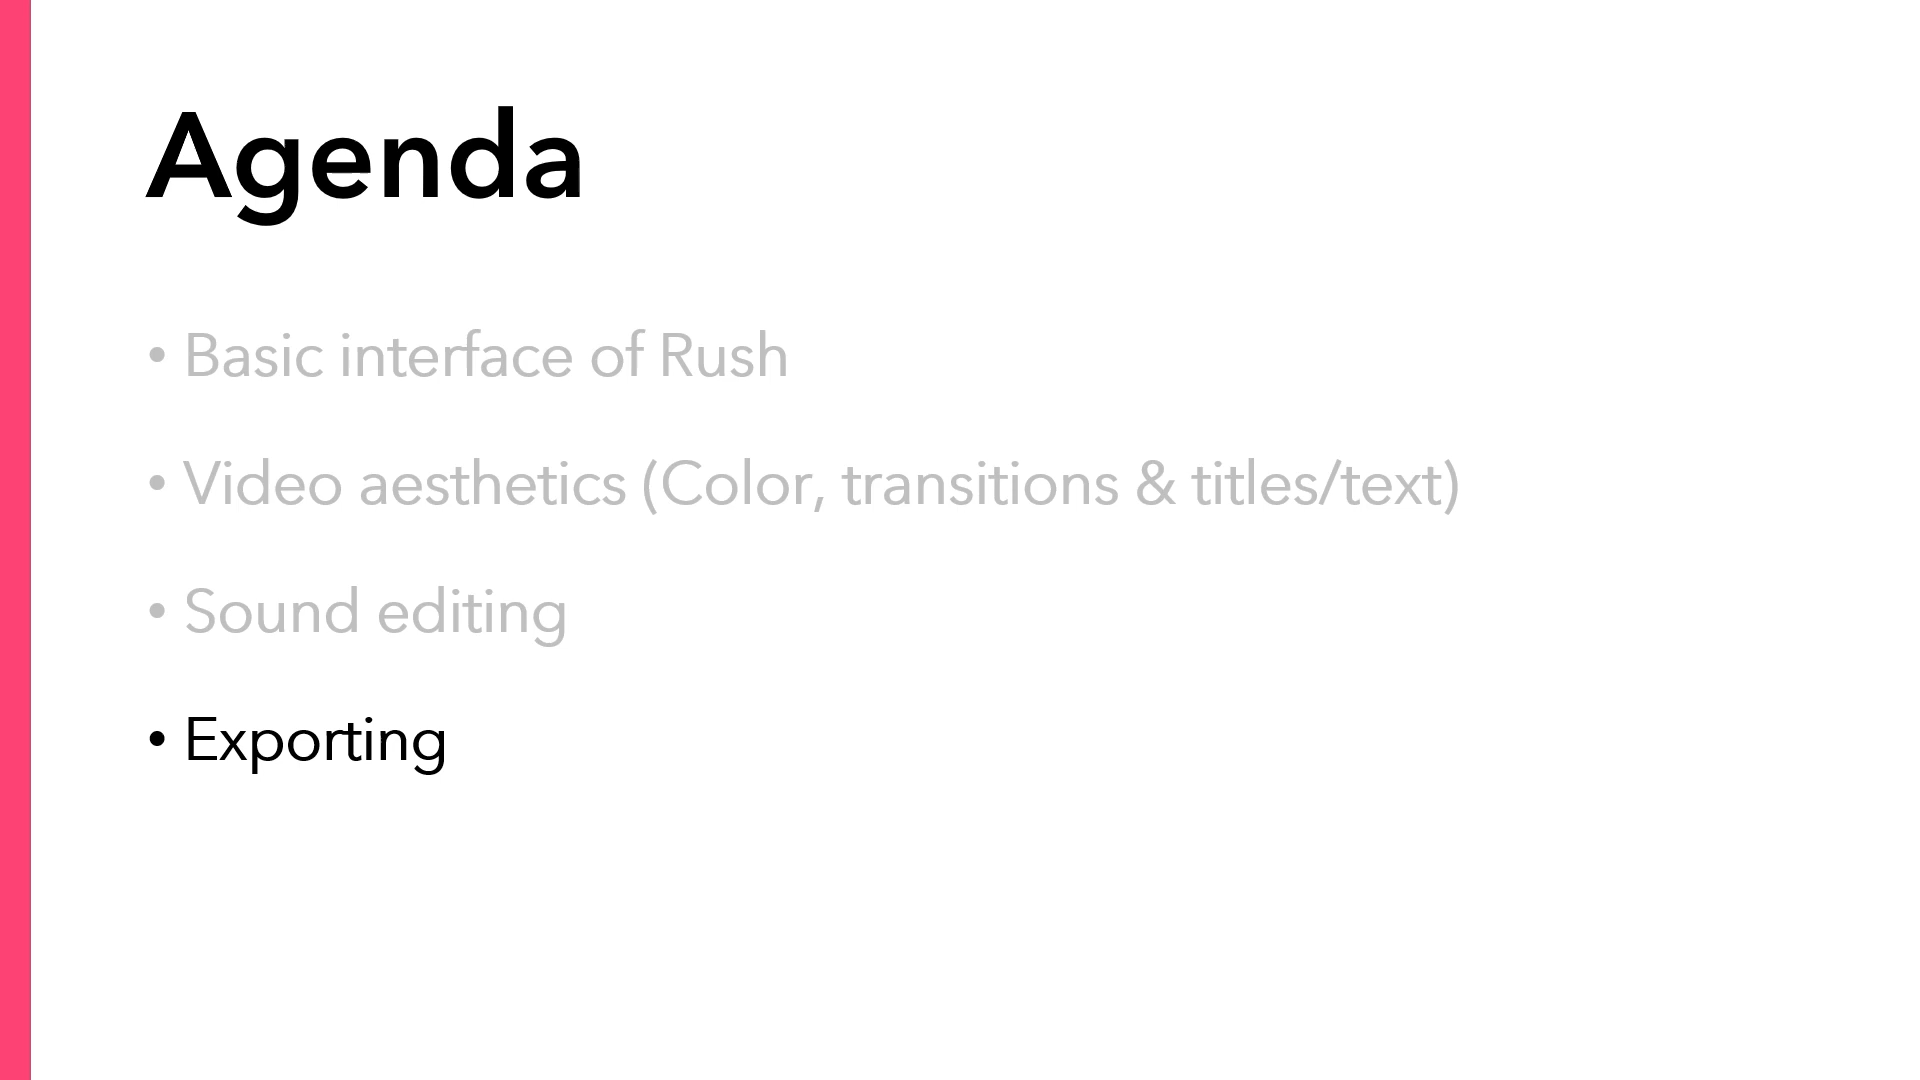 Agenda
• Basic interface of Rush
• Video aesthetics (Color, transitions & titles/text)
• Sound editing
• Exporting